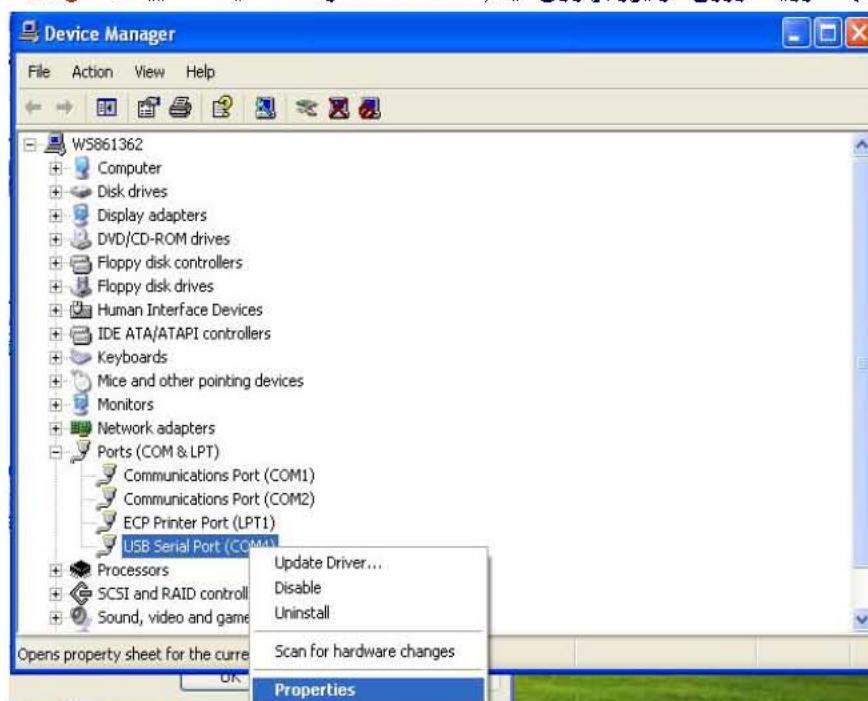 Device Manager
File Action View Help
WS861362
Computer
Disk drives
Display adapters
DVD/CD-ROM drives
Floppy disk controllers
Floppy disk drives
Human Interface Devices
IDE ATA/ATAPI controllers
Keyboards
Mice and other pointing devices
Monitors
Network adapters
Ports (COM & LPT)
Communications Port (COM1)
Communications Port (COM2)
ECP Printer Port (LPT1)
USB Serial Port (COM4)
Processors
SCSI and RAID controll
Sound, video and game
Update Driver...
Disable
Uninstall
Scan for hardware changes
Properties
Opens property sheet for the curre
OK